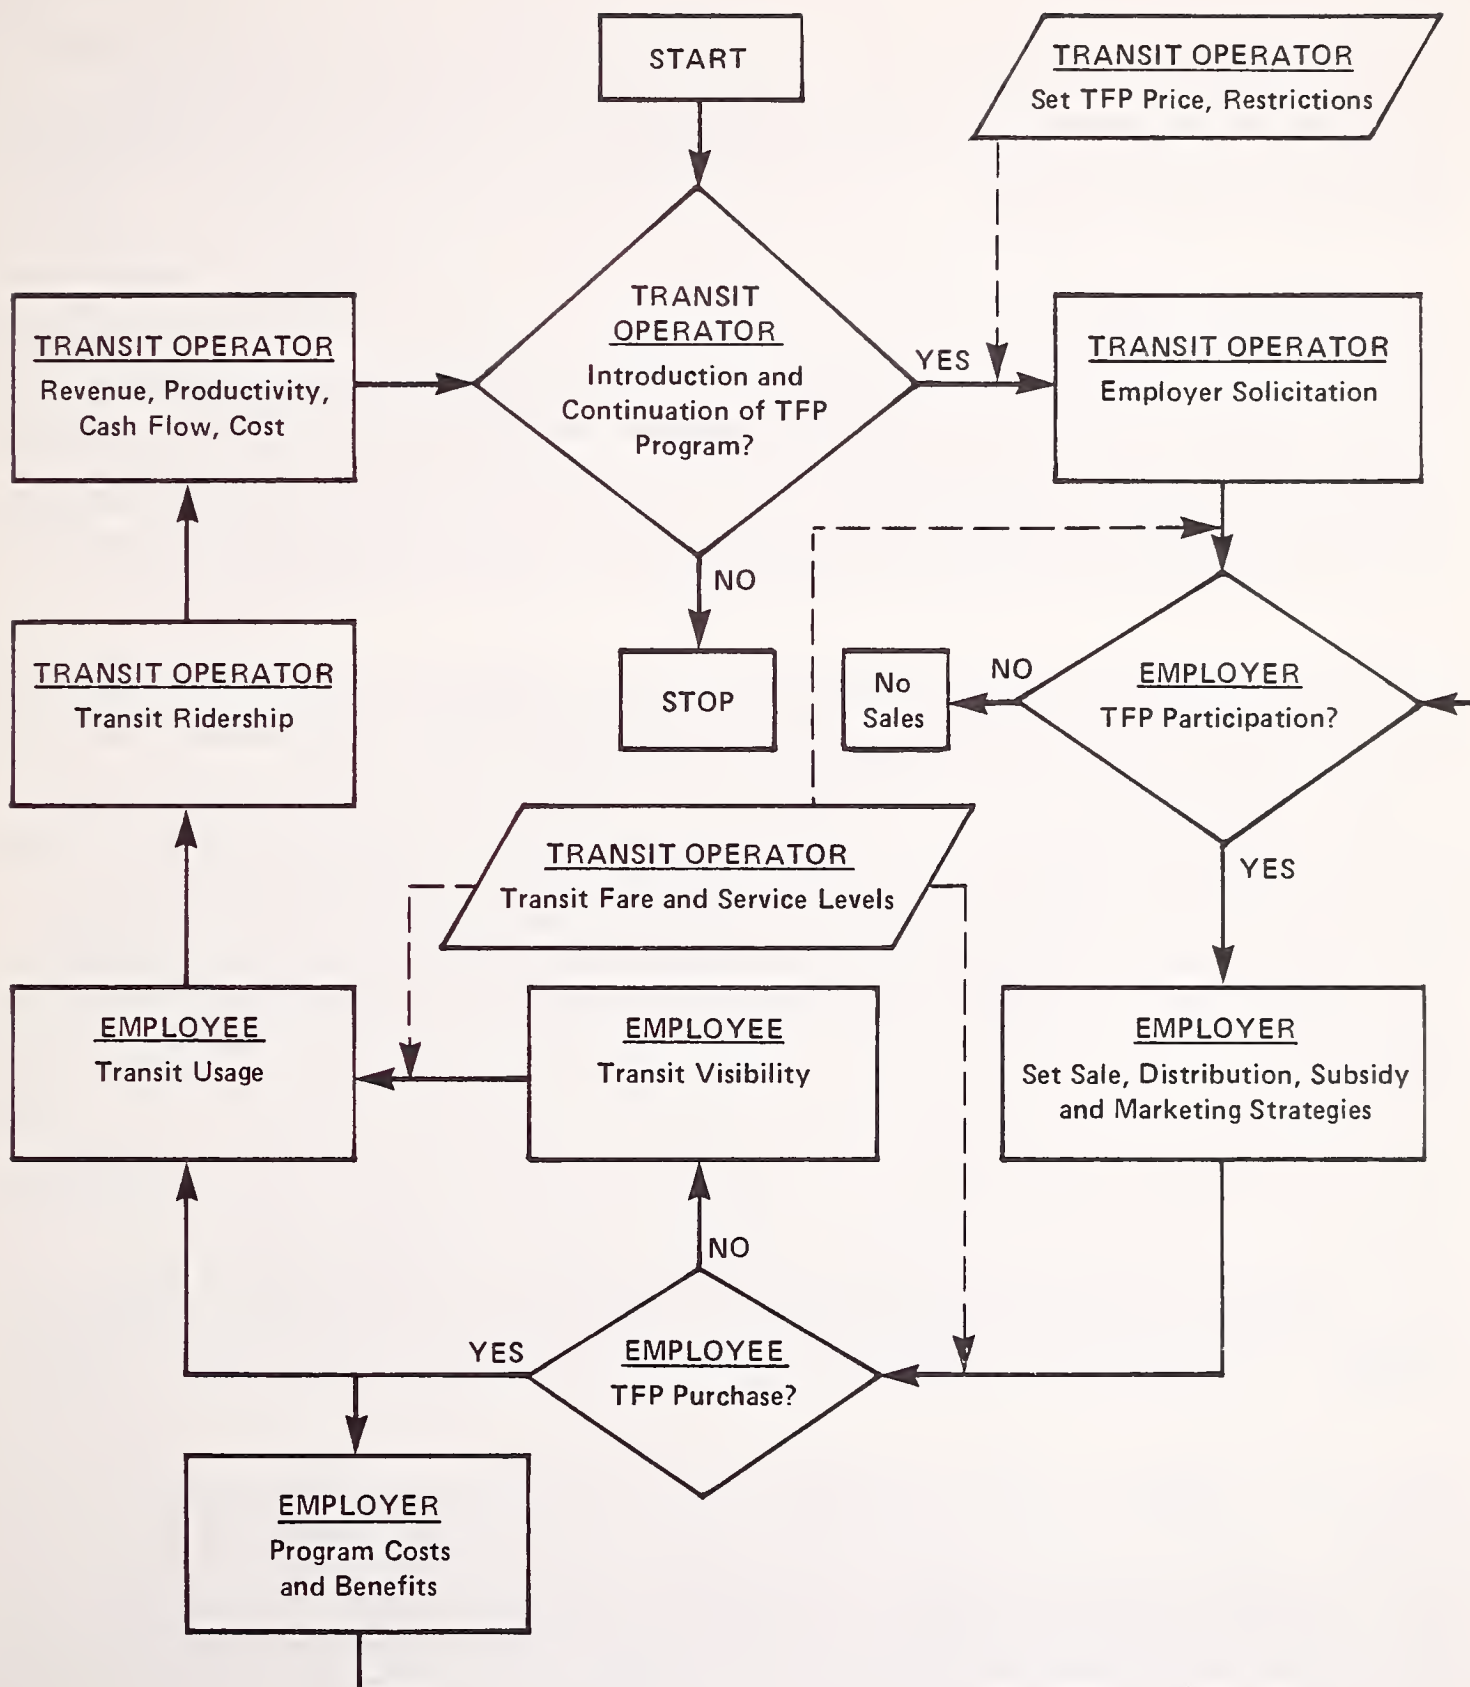 START
TRANSIT OPERATOR
Set TFP Price, Restrictions
TRANSIT
OPERATOR
Introduction and
Continuation of TFP
Program?
YES
NO
TRANSIT OPERATOR
Revenue, Productivity,
Cash Flow, Cost
TRANSIT OPERATOR
Employer Solicitation
STOP
No
Sales
NO
EMPLOYER
TFP Participation?
YES
TRANSIT OPERATOR
Transit Ridership
TRANSIT OPERATOR
Transit Fare and Service Levels
EMPLOYEE
Transit Usage
EMPLOYEE
Transit Visibility
EMPLOYER
Set Sale, Distribution, Subsidy
and Marketing Strategies
NO
YES
EMPLOYEE
TFP Purchase?
EMPLOYER
Program Costs
and Benefits